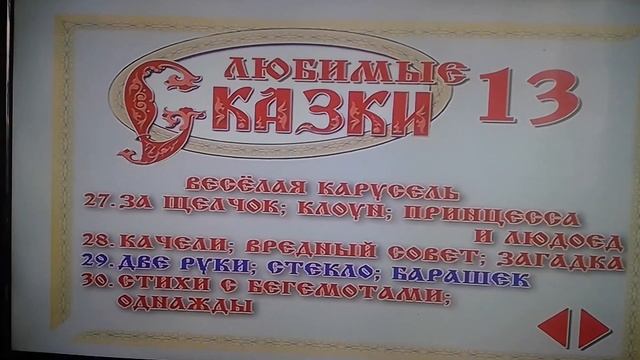 ЛЮБИМЫЕ
СКАЗКИ 13
ВЕСЁЛАЯ КАРУСЕЛЬ
27. ЗА ЩЕЛЧОК; КЛОУН; ПРИНЦЕССА
И ЛЮДОЕД
28. КАЧЕЛИ; ВРЕДНЫЙ СОВЕТ; ЗАГАДКА
29. ДВЕ РУКИ; СТЕКЛО; БАРАШЕК
30. СТИХИ С БЕГЕМОТАМИ;
ОДНАЖДЫ